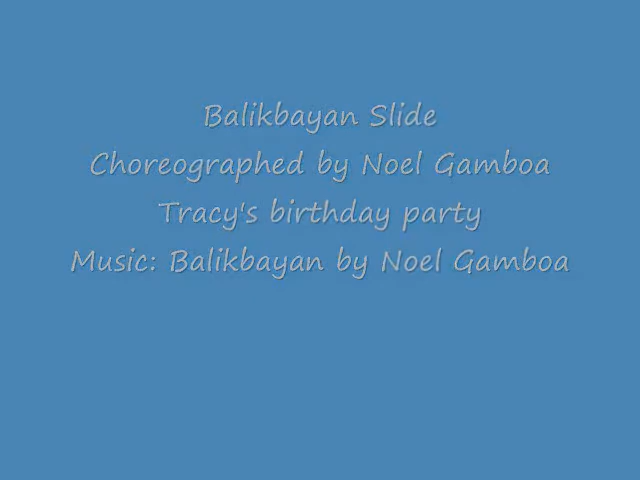 Balikbayan Slide
Choreographed by Noel Gamboa
Tracy's birthday party
Music: Balikbayan by Noel Gamboa